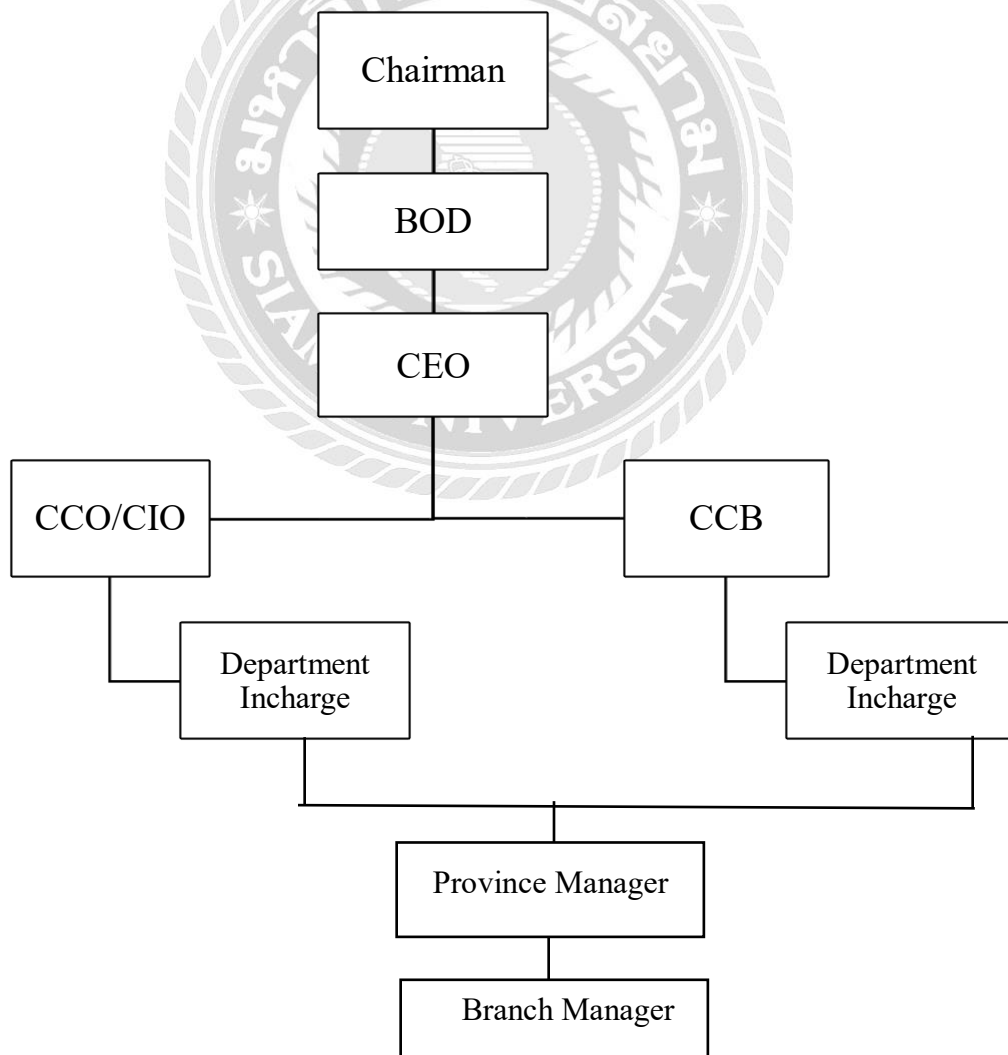 Chairman
BOD
CEO
CCO/CIO
CCB
Department
Incharge
Department
Incharge
Province Manager
Branch Manager